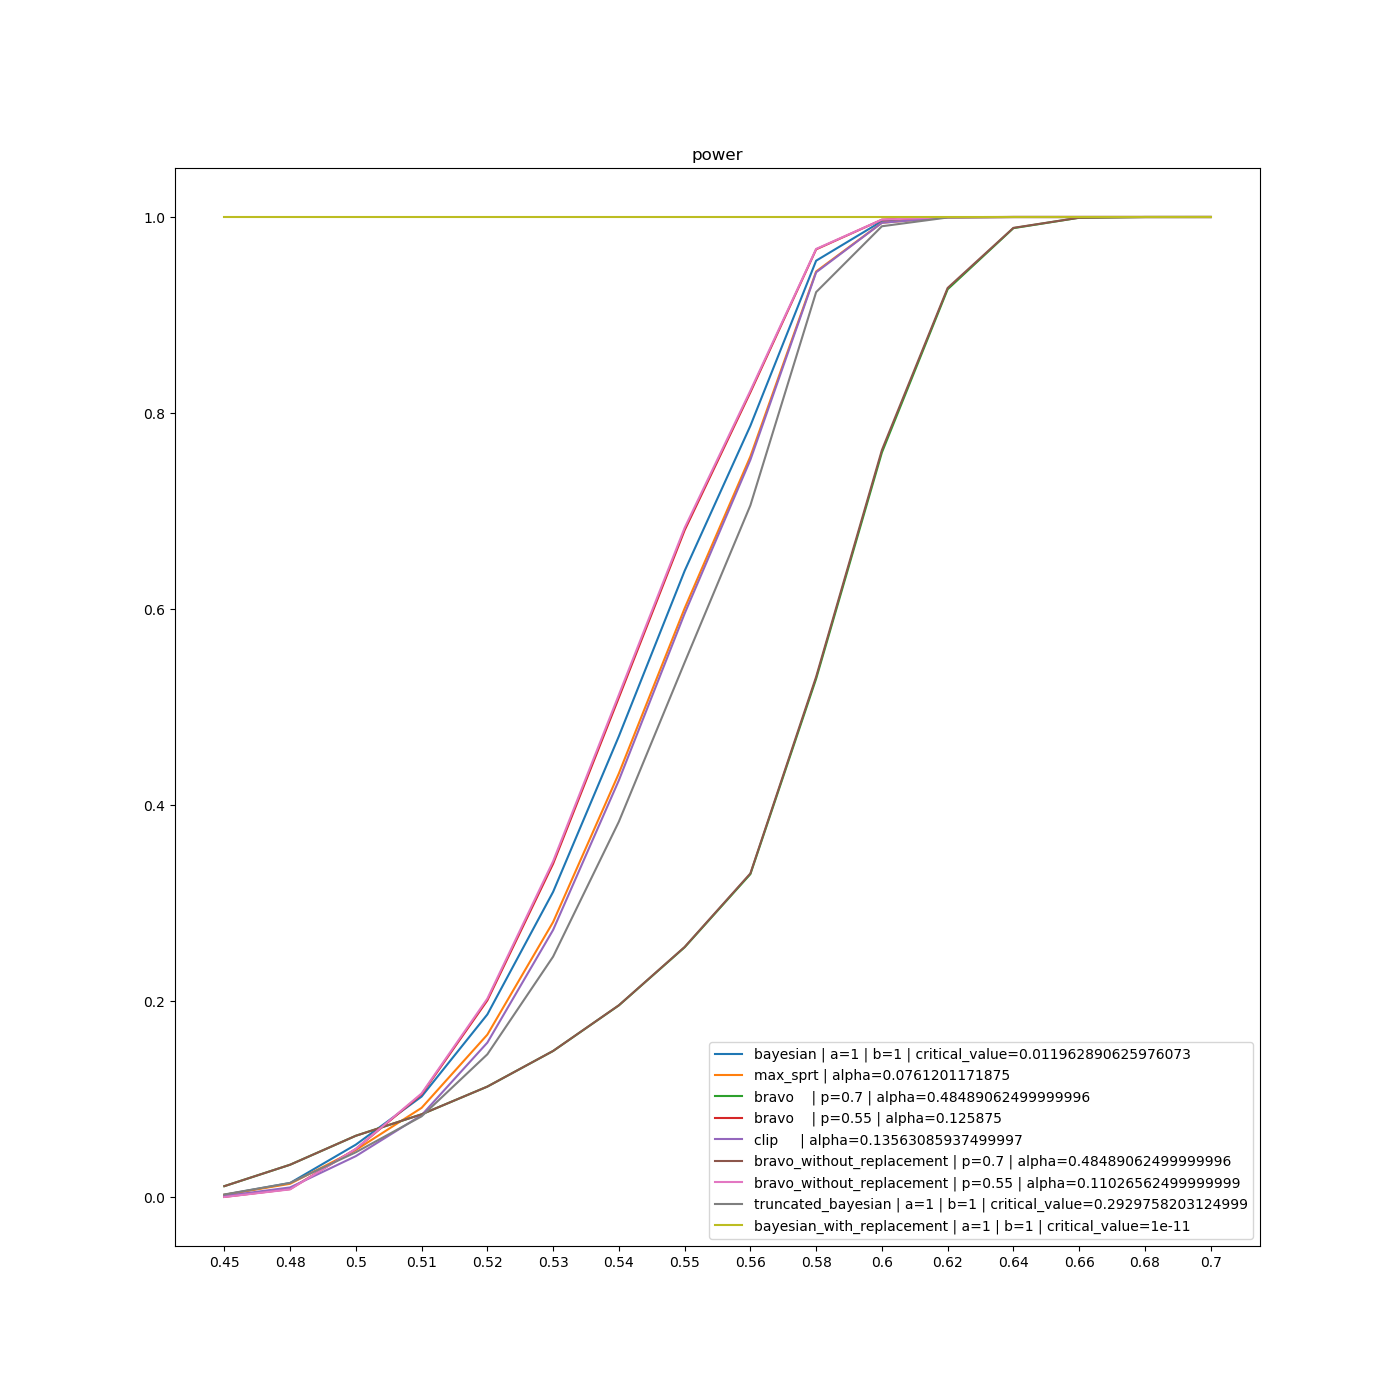 power
1.0
0.8
0.6
0.4
0.2
0.0
bayesian | a=1 | b=1 | critical_value=0.011962890625976073
max_sprt | alpha=0.0761201171875
bravo    | p=0.7 | alpha=0.48489062499999996
bravo    | p=0.55 | alpha=0.125875
clip     | alpha=0.13563085937499997
bravo_without_replacement | p=0.7 | alpha=0.48489062499999996
bravo_without_replacement | p=0.55 | alpha=0.11026562499999999
truncated_bayesian | a=1 | b=1 | critical_value=0.2929758203124999
bayesian_with_replacement | a=1 | b=1 | critical_value=1e-11
0.45 0.48 0.5 0.51 0.52 0.53 0.54 0.55 0.56 0.58 0.6 0.62 0.64 0.66 0.68 0.7